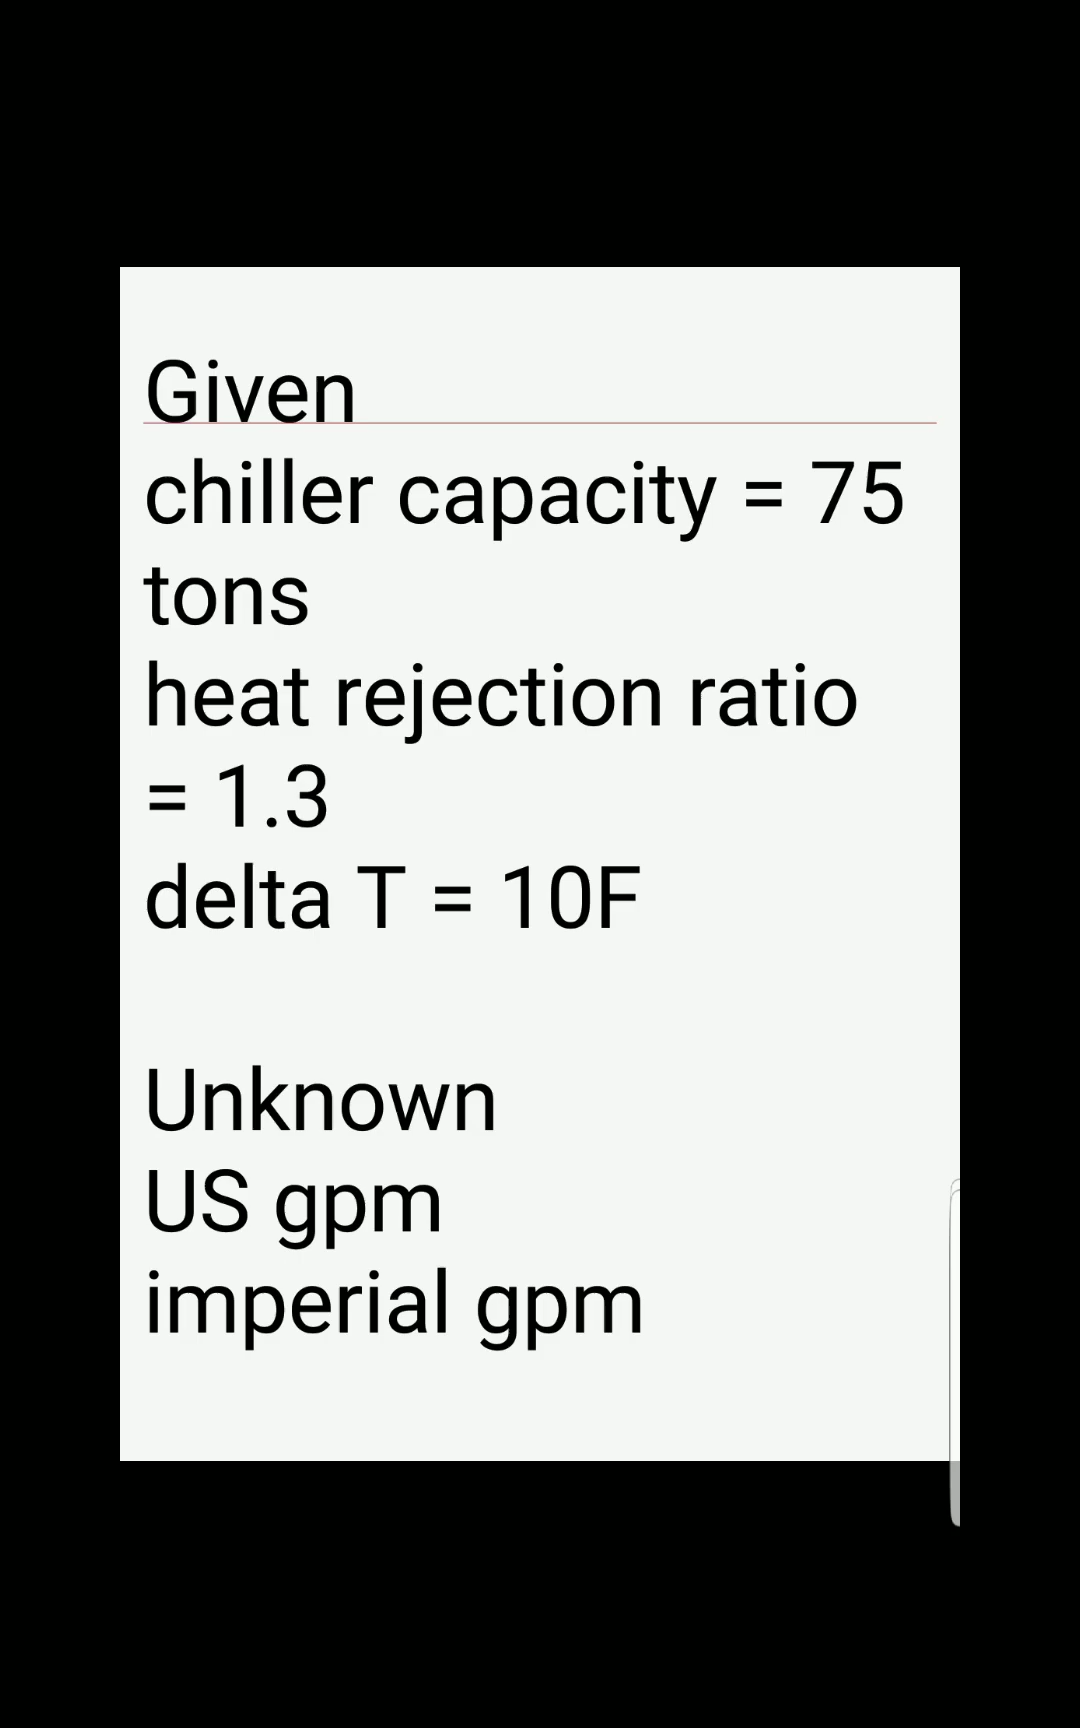 Given
chiller capacity = 75
tons
heat rejection ratio
= 1.3
delta T = 10F
Unknown
US gpm
imperial gpm